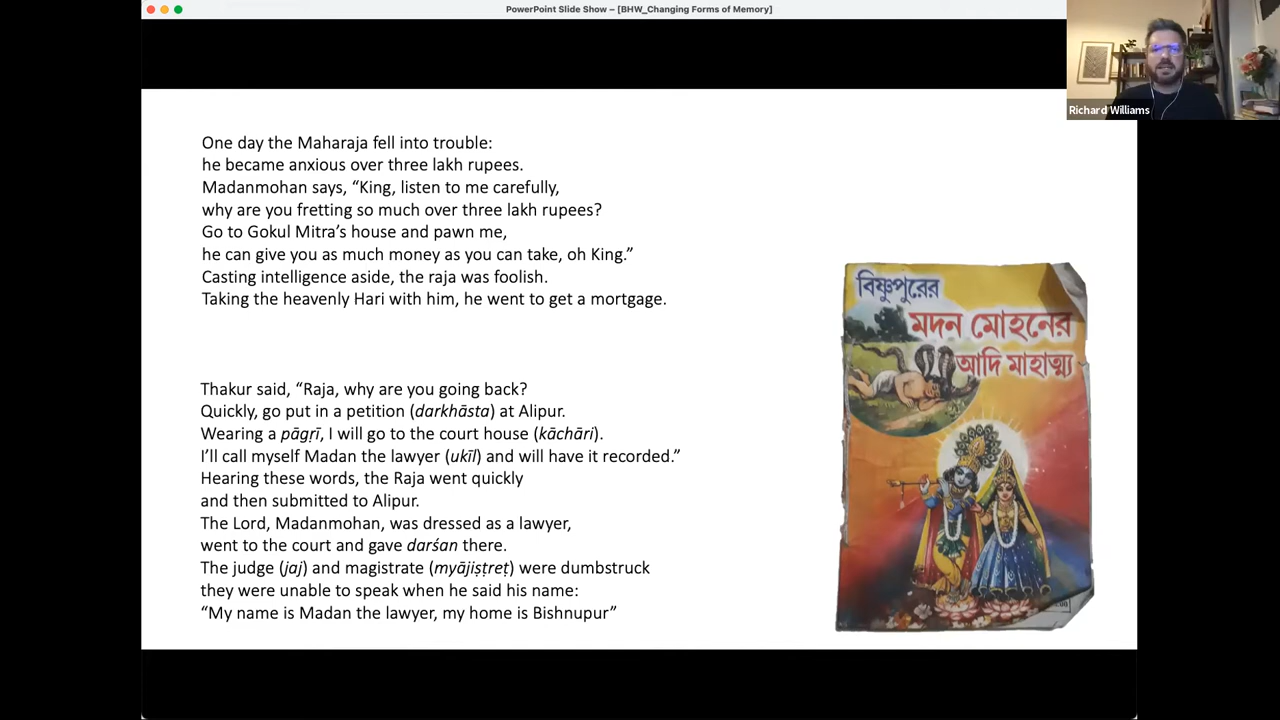 PowerPoint Slide Show – [BHW_Changing Forms of Memory]
Richard Williams
One day the Maharaja fell into trouble:
he became anxious over three lakh rupees.
Madanmohan says, “King, listen to me carefully,
why are you fretting so much over three lakh rupees?
Go to Gokul Mitra’s house and pawn me,
he can give you as much money as you can take, oh King.”
Casting intelligence aside, the raja was foolish.
Taking the heavenly Hari with him, he went to get a mortgage.
Thakur said, “Raja, why are you going back?
Quickly, go put in a petition (darkhāsta) at Alipur.
Wearing a pāgṛī, I will go to the court house (kāchāri).
I’ll call myself Madan the lawyer (ukīl) and will have it recorded.”
Hearing these words, the Raja went quickly
and then submitted to Alipur.
The Lord, Madanmohan, was dressed as a lawyer,
went to the court and gave darśan there.
The judge (jaj) and magistrate (myājiṣṭreṭ) were dumbstruck
they were unable to speak when he said his name:
“My name is Madan the lawyer, my home is Bishnupur”
বিষ্ণুপুরের
মদন মোহনের
আদি মাহাত্ম্য